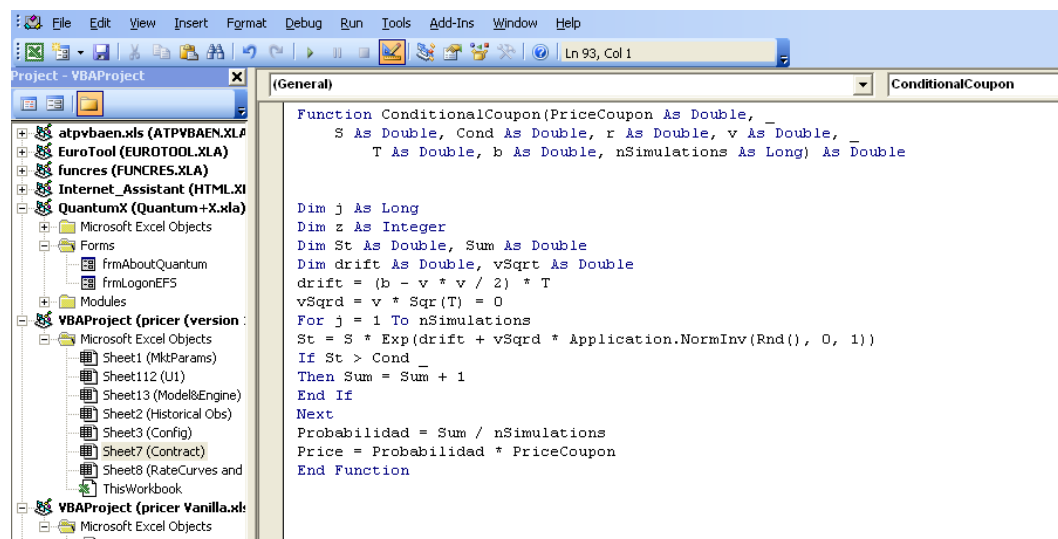 File Edit View Insert Format Debug Run Tools Add-Ins Window Help
Ln 93, Col 1
Project - VBAProject
(General) ConditionalCoupon
atpvbaen.xls (ATPVBAEN.XLA
EuroTool (EUROTOOL.XLA)
funcres (FUNCRES.XLA)
Internet_Assistant (HTML.XI
QuantumX (Quantum+X.xla)
Microsoft Excel Objects
Forms
frmAboutQuantum
frmLogonEFS
Modules
VBAProject (pricer (version
Microsoft Excel Objects
Sheet1 (MktParams)
Sheet112 (U1)
Sheet13 (Model&Engine)
Sheet2 (Historical Obs)
Sheet3 (Config)
Sheet7 (Contract)
Sheet8 (RateCurves and
ThisWorkbook
VBAProject (pricer Vanilla.xls
Microsoft Excel Objects
Function ConditionalCoupon(PriceCoupon As Double, _
S As Double, Cond As Double, r As Double, v As Double, _
T As Double, b As Double, nSimulations As Long) As Double
Dim j As Long
Dim z As Integer
Dim St As Double, Sum As Double
Dim drift As Double, vSqrt As Double
drift = (b - v * v / 2) * T
vSqrd = v * Sqr(T) = 0
For j = 1 To nSimulations
St = S * Exp(drift + vSqrd * Application.NormInv(Rnd(), 0, 1))
If St > Cond _
Then Sum = Sum + 1
End If
Next
Probabilidad = Sum / nSimulations
Price = Probabilidad * PriceCoupon
End Function